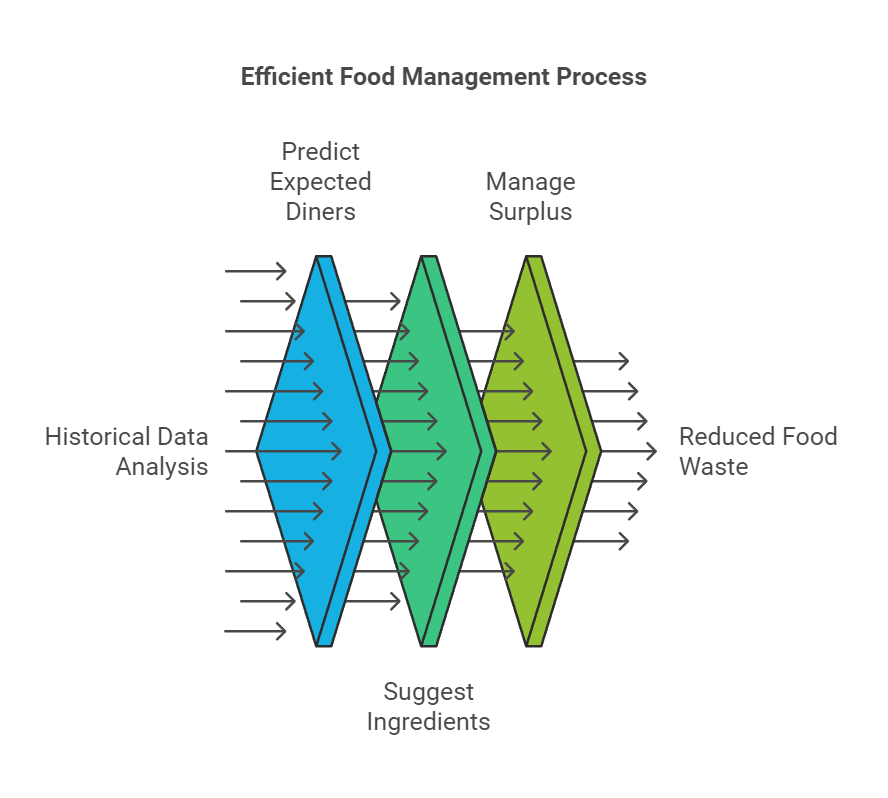 Efficient Food Management Process
Predict
Expected
Diners
Manage
Surplus
Historical Data
Analysis
Reduced Food
Waste
Suggest
Ingredients